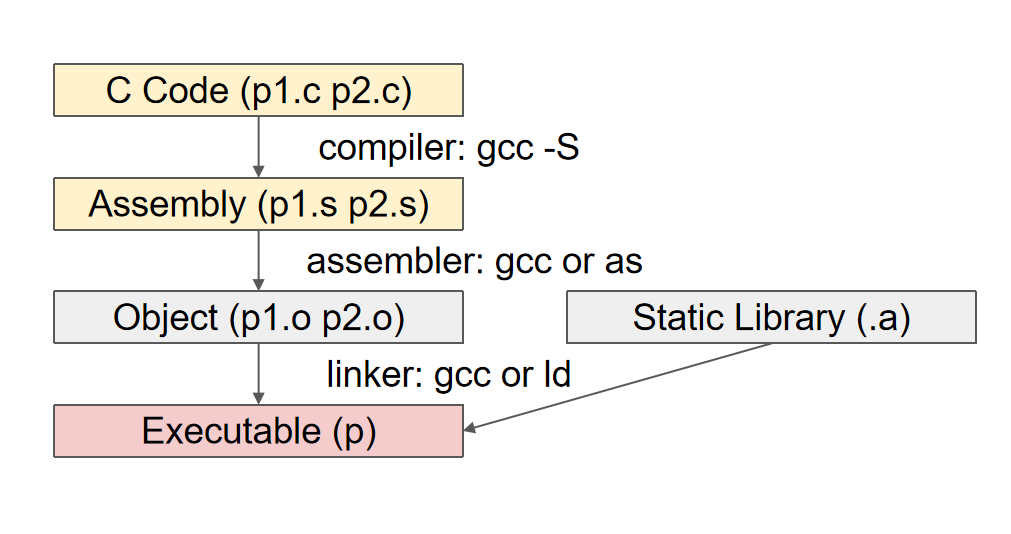 C Code (p1.c p2.c)
compiler: gcc -S
Assembly (p1.s p2.s)
assembler: gcc or as
Object (p1.o p2.o)
Static Library (.a)
linker: gcc or ld
Executable (p)